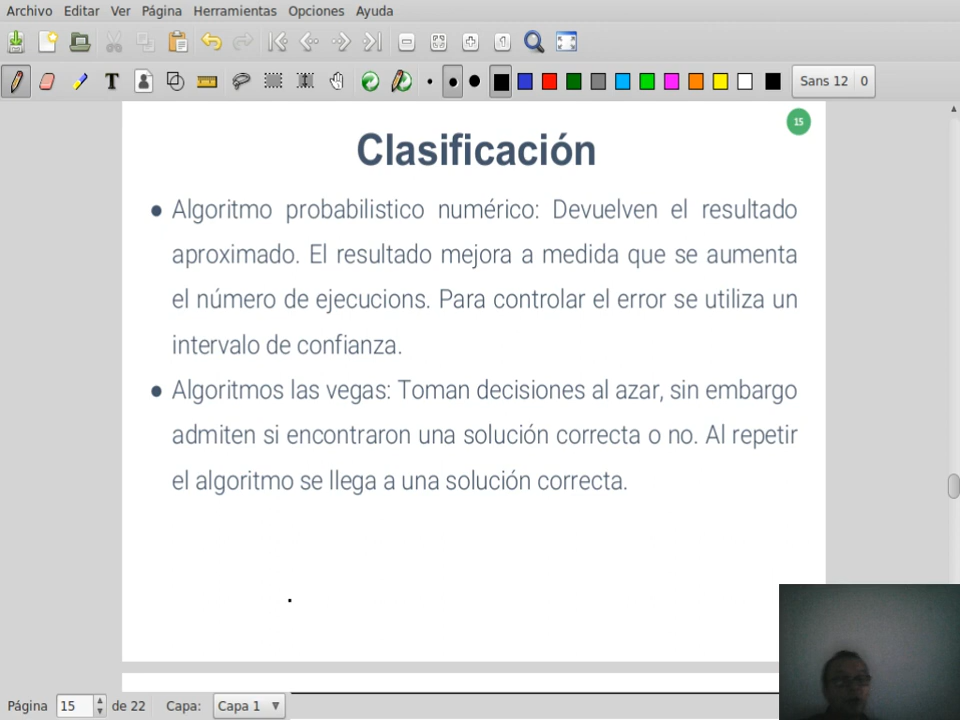 Archivo Editar Ver Página Herramientas Opciones Ayuda
T Sans 12 0
15
Clasificación
● Algoritmo probabilistico numérico: Devuelven el resultado
aproximado. El resultado mejora a medida que se aumenta
el número de ejecucions. Para controlar el error se utiliza un
intervalo de confianza.
● Algoritmos las vegas: Toman decisiones al azar, sin embargo
admiten si encontraron una solución correcta o no. Al repetir
el algoritmo se llega a una solución correcta.
Página 15 de 22 Capa: Capa 1